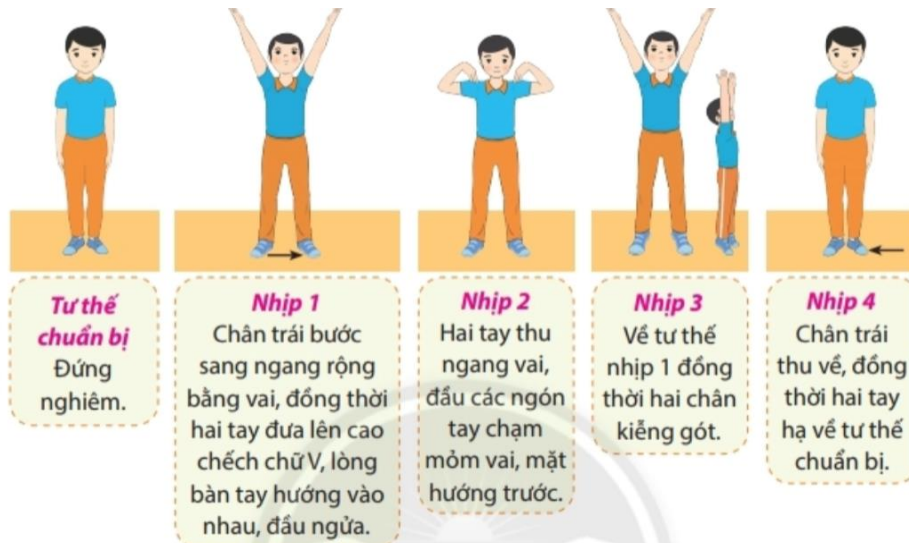 Tư thế
chuẩn bị
Đứng
nghiêm.
Nhịp 1
Chân trái bước
sang ngang rộng
bằng vai, đồng thời
hai tay đưa lên cao
chếch chữ V, lòng
bàn tay hướng vào
nhau, đầu ngửa.
Nhịp 2
Hai tay thu
ngang vai,
đầu các ngón
tay chạm
mỏm vai, mặt
hướng trước.
Nhịp 3
Về tư thế
nhịp 1 đồng
thời hai chân
kiễng gót.
Nhịp 4
Chân trái
thu về, đồng
thời hai tay
hạ về tư thế
chuẩn bị.